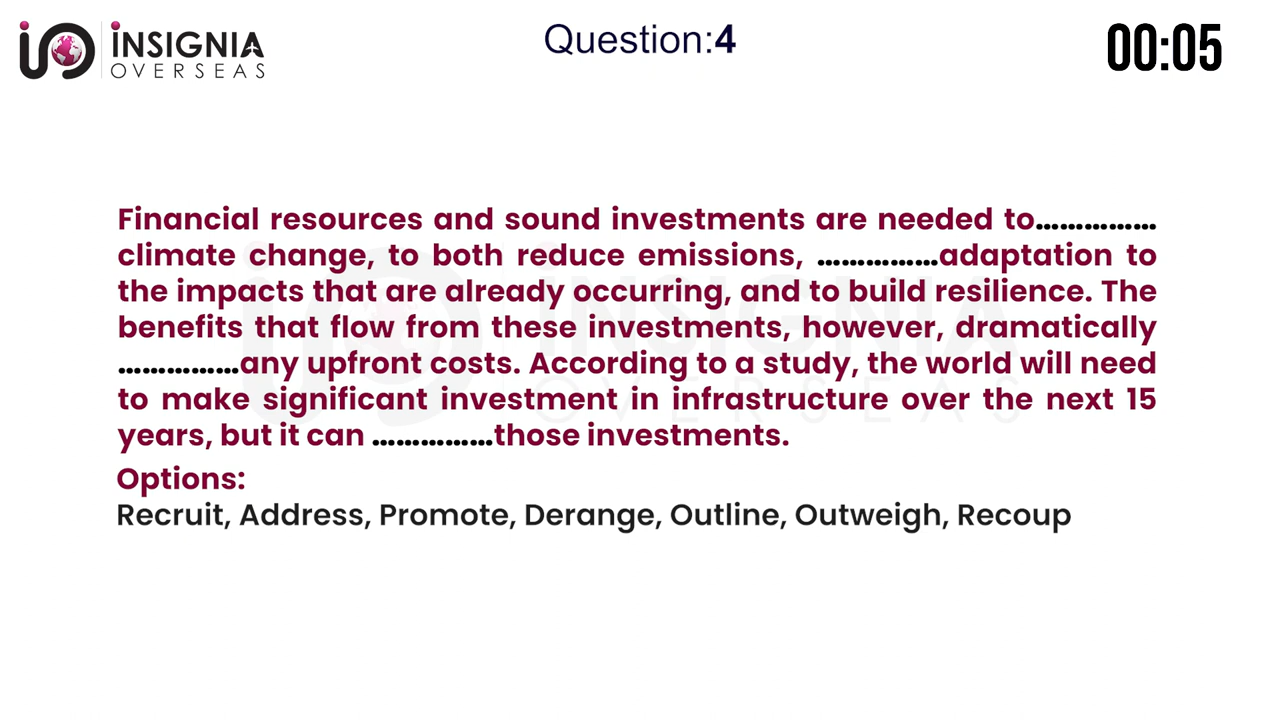 iNSIGNIA
OVERSEAS
Question:4
00:05
Financial resources and sound investments are needed to……………
climate change, to both reduce emissions, ……………adaptation to
the impacts that are already occurring, and to build resilience. The
benefits that flow from these investments, however, dramatically
……………any upfront costs. According to a study, the world will need
to make significant investment in infrastructure over the next 15
years, but it can ……………those investments.
Options:
Recruit, Address, Promote, Derange, Outline, Outweigh, Recoup